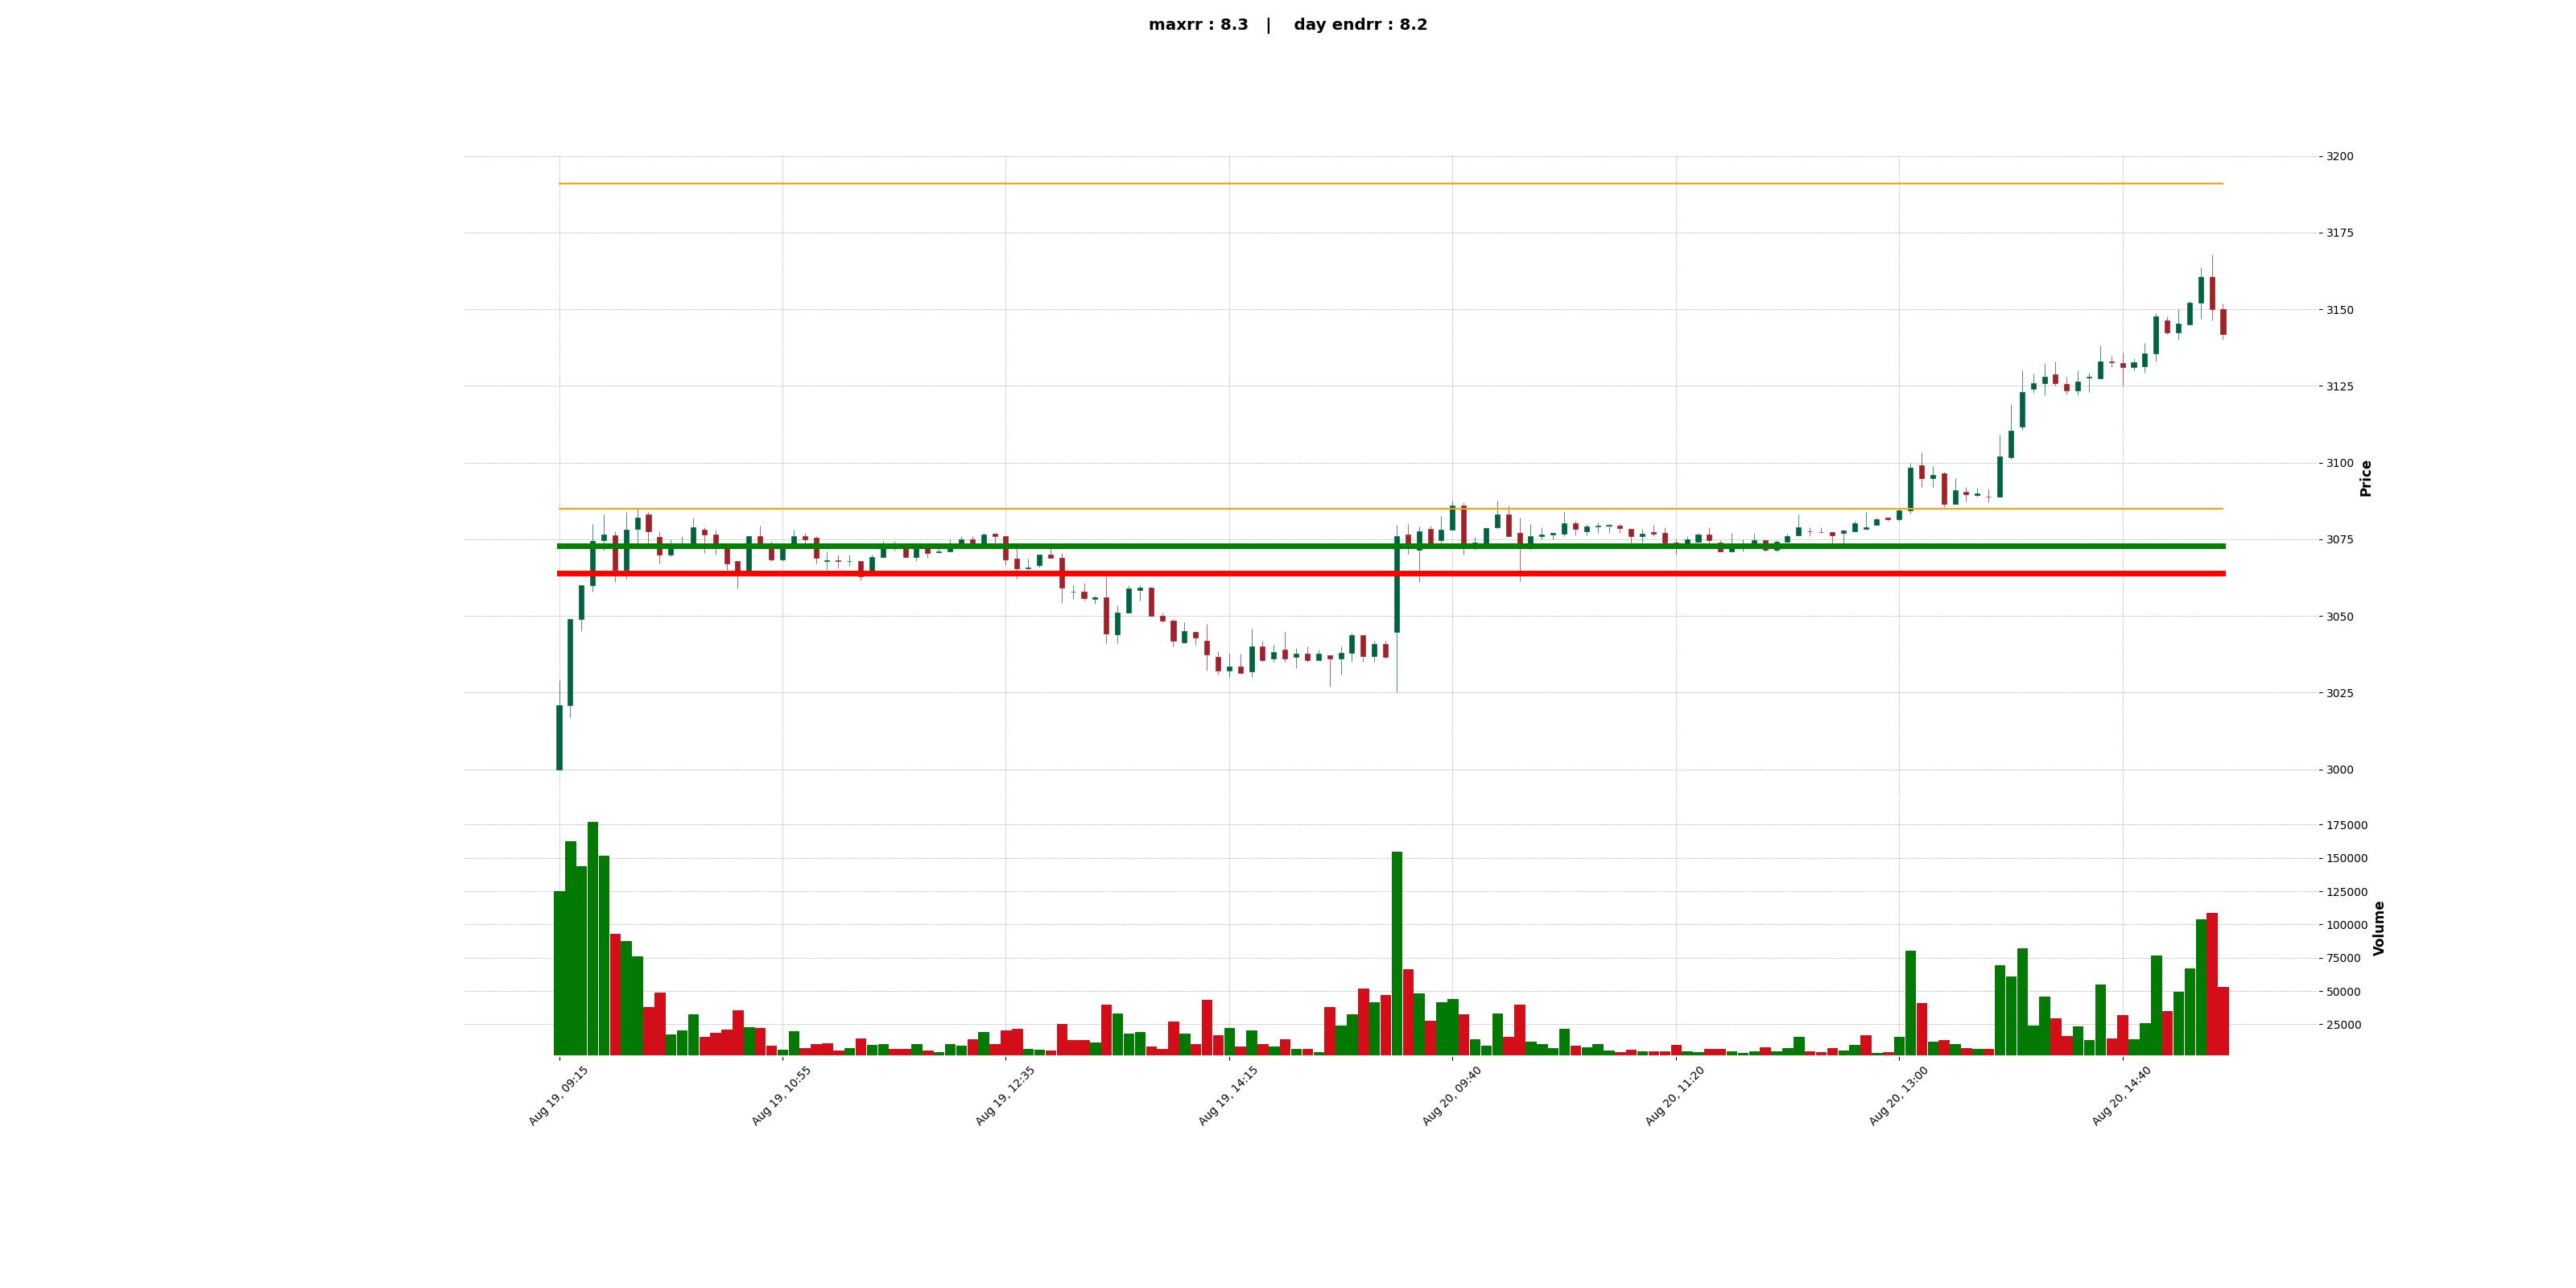 maxrr : 8.3 | day endrr : 8.2
3200
3175
3150
3125
3100
3075
3050
3025
3000
Price
175000
150000
125000
100000
75000
50000
25000
Volume
Aug 19, 09:15
Aug 19, 10:55
Aug 19, 12:35
Aug 19, 14:15
Aug 20, 09:40
Aug 20, 11:20
Aug 20, 13:00
Aug 20, 14:40